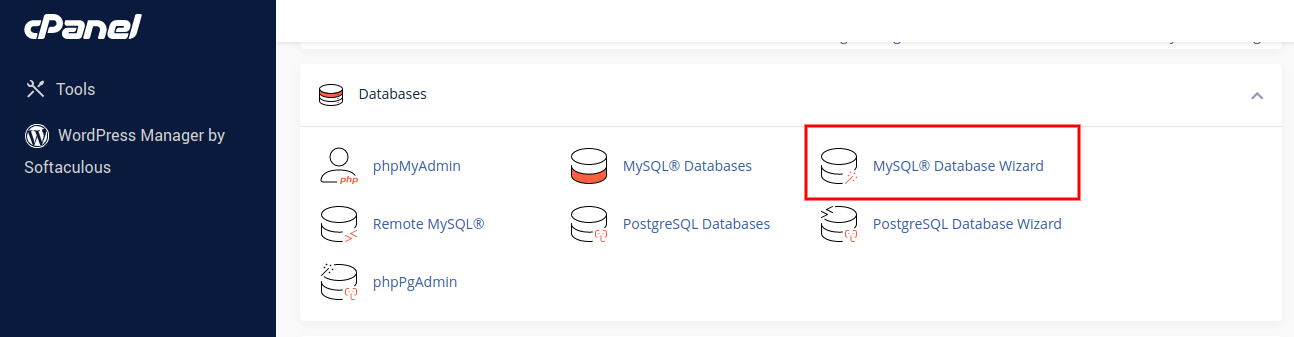 cPanel
Tools
WordPress Manager by
Softaculous
Databases
phpMyAdmin
MySQL® Databases
MySQL® Database Wizard
Remote MySQL®
PostgreSQL Databases
PostgreSQL Database Wizard
phpPgAdmin